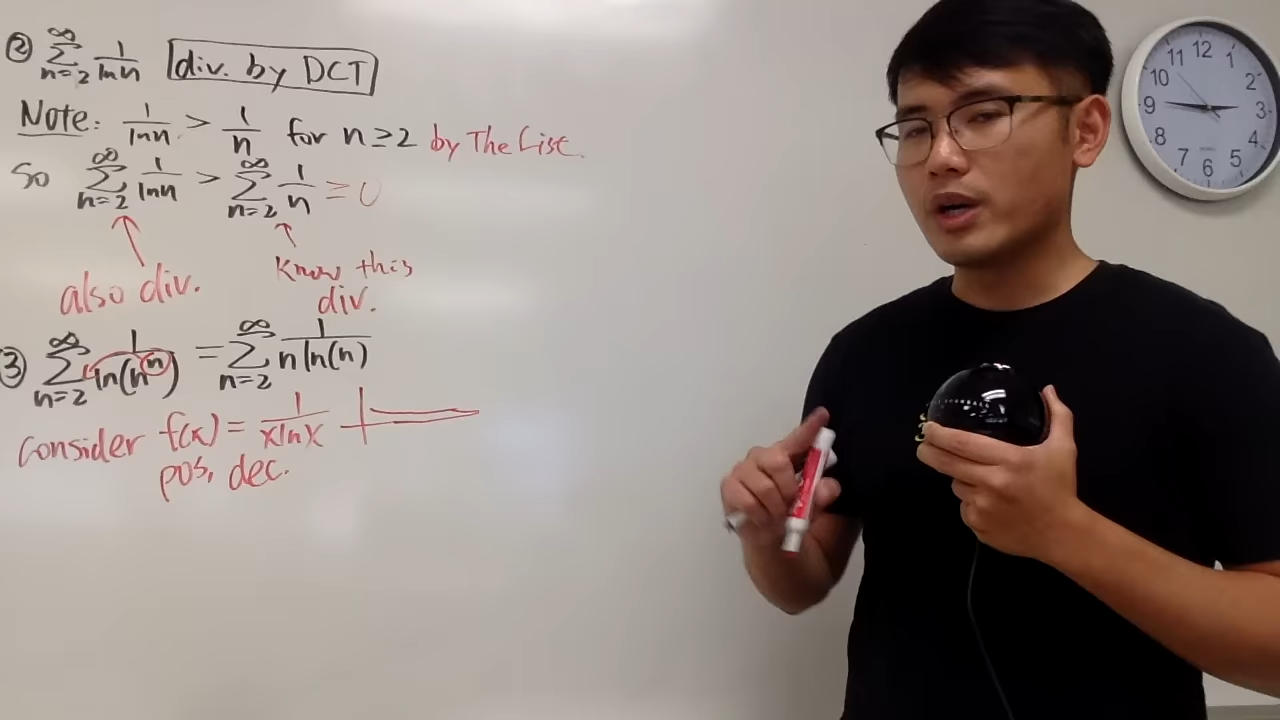 ② ∞∑n=2 1/ln n div. by DCT
Note: 1/ln n > 1/n for n ≥ 2 by The List.
So ∞∑n=2 1/ln n > ∞∑n=2 1/n ≥ 0
also div.
know this
div.
③ ∞∑n=2 1/ln(n^n) = ∞∑n=2 1/n ln(n)
consider f(x) = 1/x ln x
pos, dec.
12 1 2 3 4 5 6 7 8 9 10 11